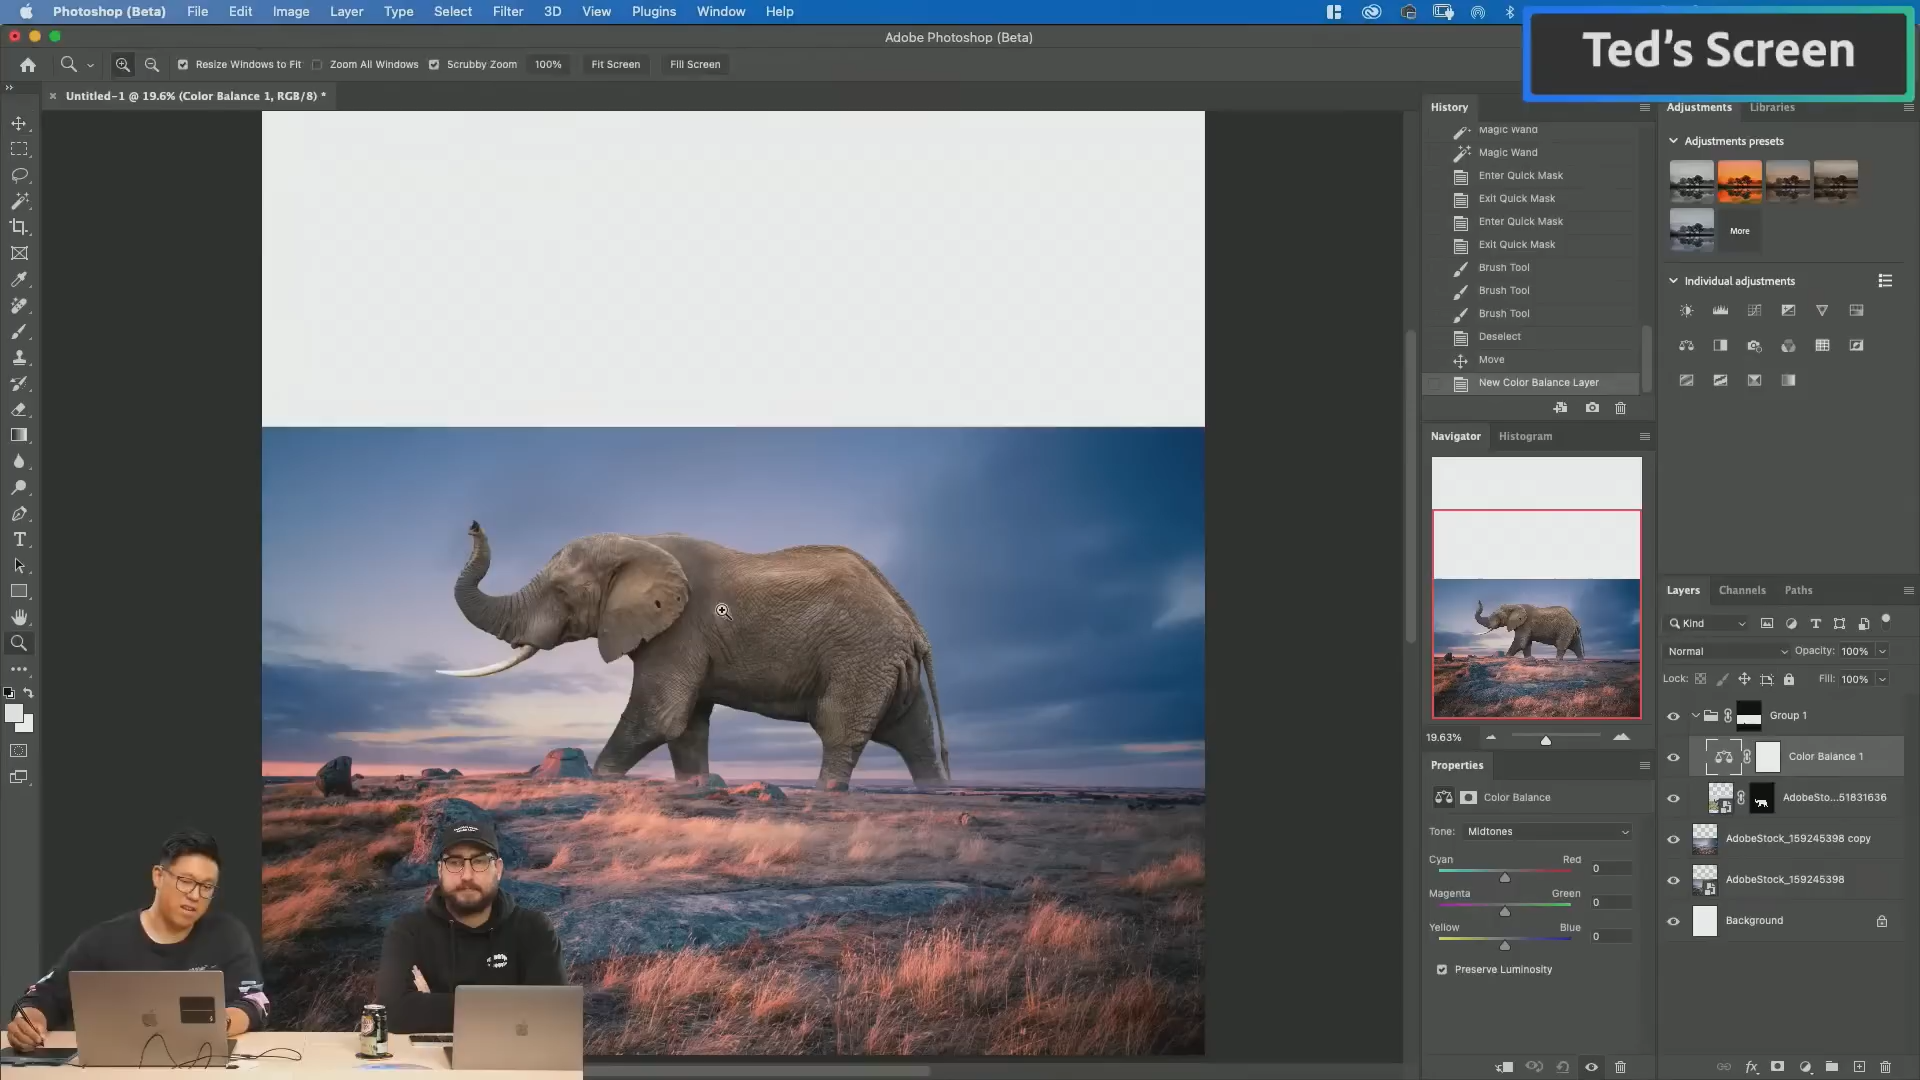 Photoshop (Beta) File Edit Image Layer Type Select Filter 3D View Plugins Window Help
Adobe Photoshop (Beta)
Ted's Screen
Resize Windows to Fit Zoom All Windows Scrubby Zoom 100% Fit Screen Fill Screen
Untitled-1 @ 19.6% (Color Balance 1, RGB/8) *
History
Magic Wand
Magic Wand
Enter Quick Mask
Exit Quick Mask
Enter Quick Mask
Exit Quick Mask
Brush Tool
Brush Tool
Brush Tool
Deselect
Move
New Color Balance Layer
Adjustments Libraries
Adjustments presets
More
Individual adjustments
Navigator Histogram
19.63%
Properties
Color Balance
Tone: Midtones
Cyan Red 0
Magenta Green 0
Yellow Blue 0
Preserve Luminosity
Layers Channels Paths
Kind
Normal Opacity: 100%
Lock: Fill: 100%
Group 1
Color Balance 1
AdobeSto...51831636
AdobeStock_159245398 copy
AdobeStock_159245398
Background